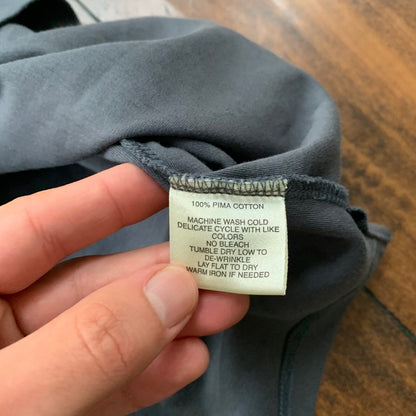 100% PIMA COTTON
MACHINE WASH COLD
DELICATE CYCLE WITH LIKE
COLORS
NO BLEACH
TUMBLE DRY LOW TO
DE-WRINKLE
LAY FLAT TO DRY
WARM IRON IF NEEDED